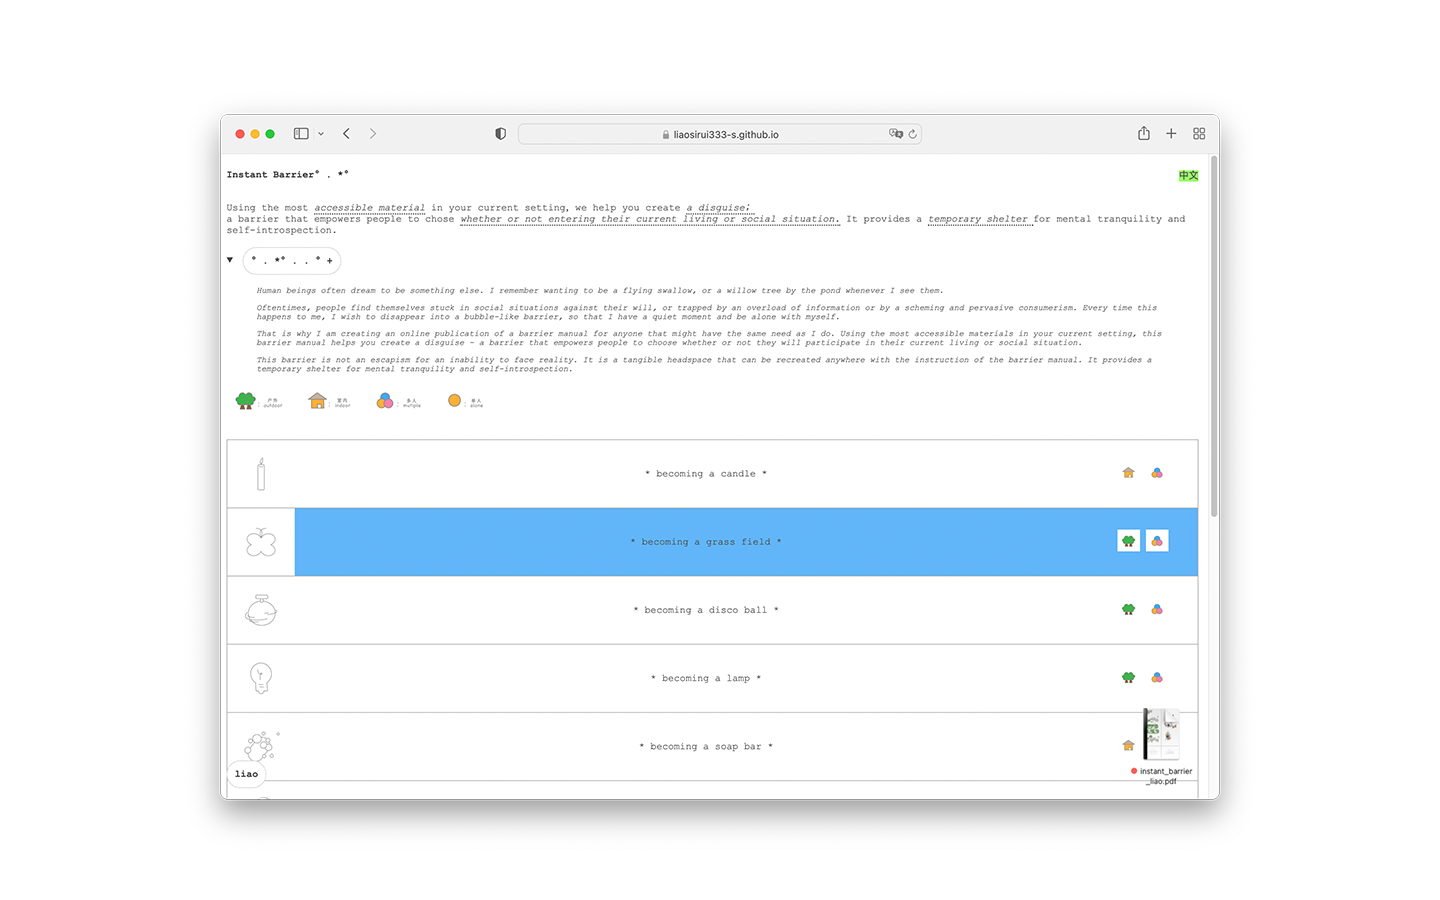 liaosirui333-s.github.io
Instant Barrier° . *°
中文
Using the most accessible material in your current setting, we help you create a disguise;
a barrier that empowers people to chose whether or not entering their current living or social situation. It provides a temporary shelter for mental tranquility and
self-introspection.
▼ ° . *° . . ° +
Human beings often dream to be something else. I remember wanting to be a flying swallow, or a willow tree by the pond whenever I see them.
Oftentimes, people find themselves stuck in social situations against their will, or trapped by an overload of information or by a scheming and pervasive consumerism. Every time this
happens to me, I wish to disappear into a bubble-like barrier, so that I have a quiet moment and be alone with myself.
That is why I am creating an online publication of a barrier manual for anyone that might have the same need as I do. Using the most accessible materials in your current setting, this
barrier manual helps you create a disguise - a barrier that empowers people to choose whether or not they will participate in their current living or social situation.
This barrier is not an escapism for an inability to face reality. It is a tangible headspace that can be recreated anywhere with the instruction of the barrier manual. It provides a
temporary shelter for mental tranquility and self-introspection.
: 户外 outdoor
: 室内 indoor
: 多人 multiple
: 单人 alone
* becoming a candle *
* becoming a grass field *
* becoming a disco ball *
* becoming a lamp *
* becoming a soap bar *
liao
instant_barrier
_liao.pdf